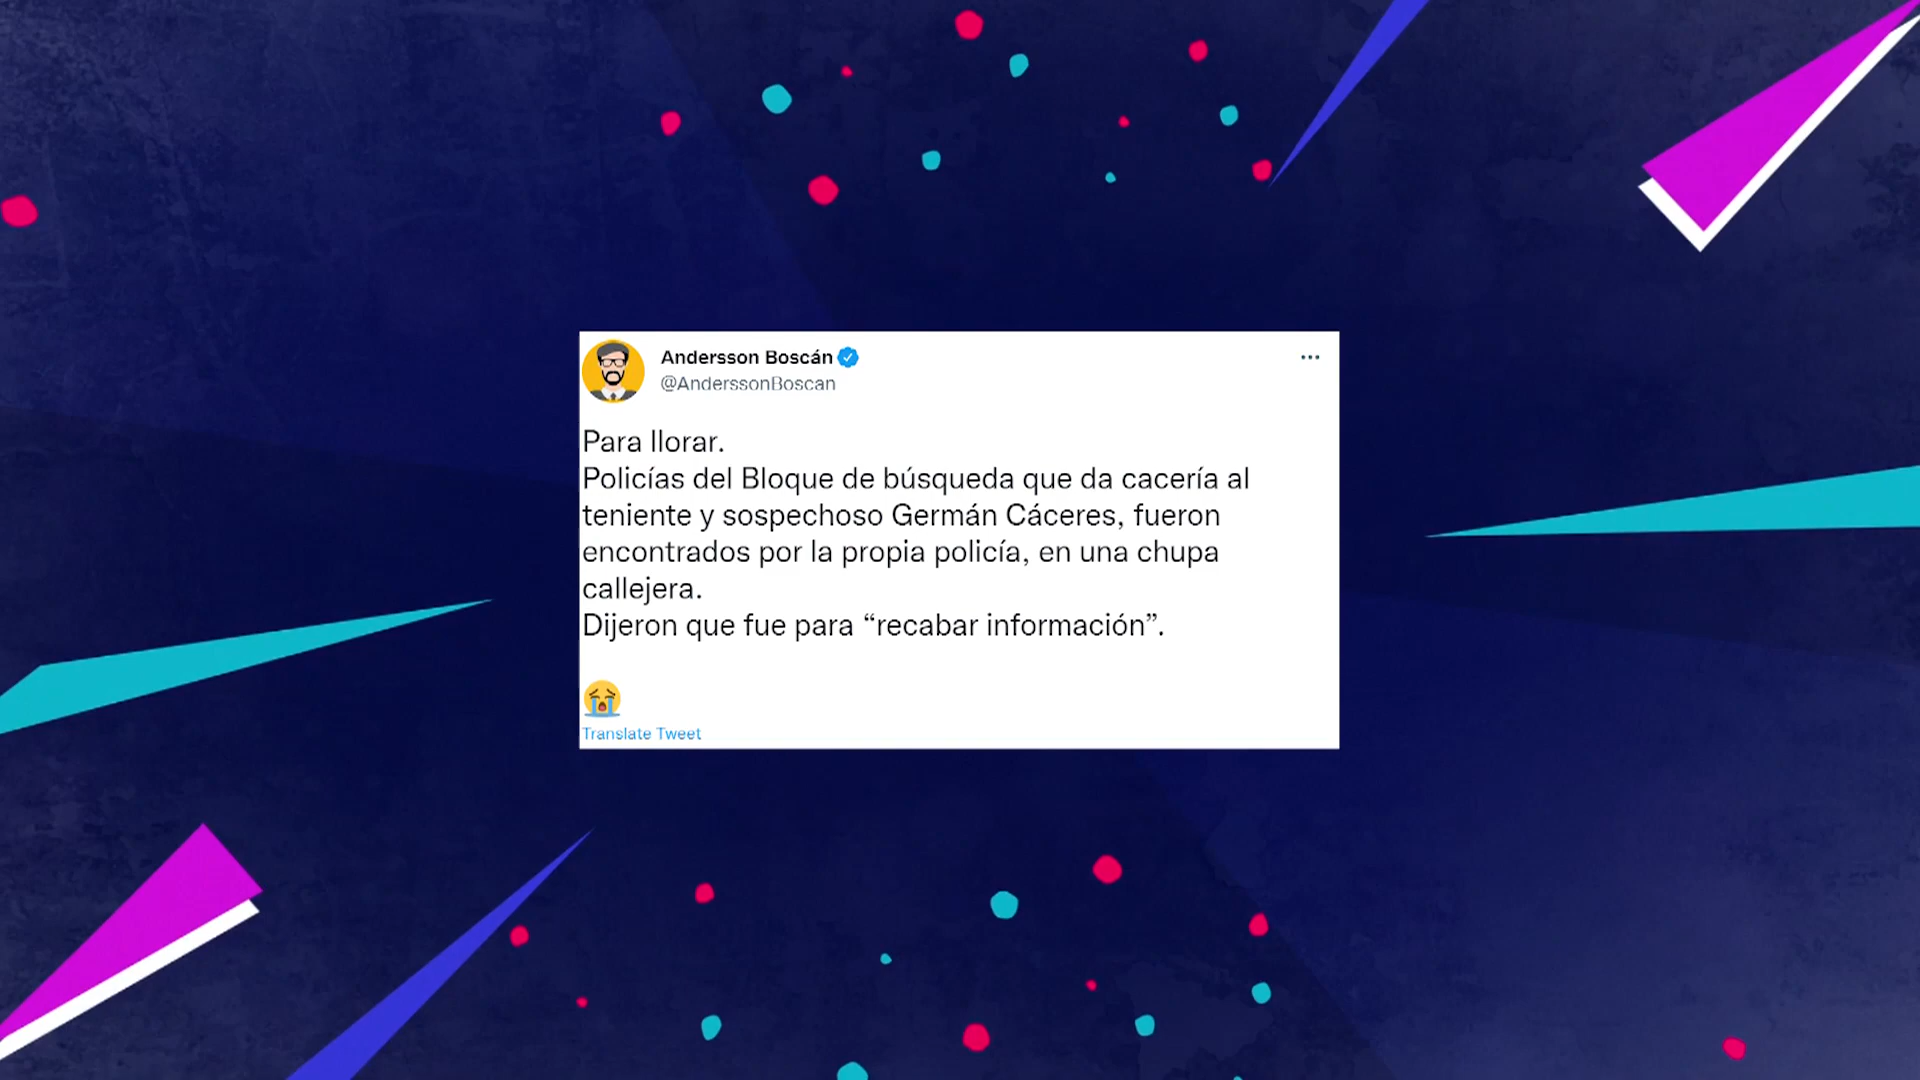 Andersson Boscán
@AnderssonBoscan
Para llorar.
Policías del Bloque de búsqueda que da cacería al
teniente y sospechoso Germán Cáceres, fueron
encontrados por la propia policía, en una chupa
callejera.
Dijeron que fue para “recabar información”.
😭
Translate Tweet